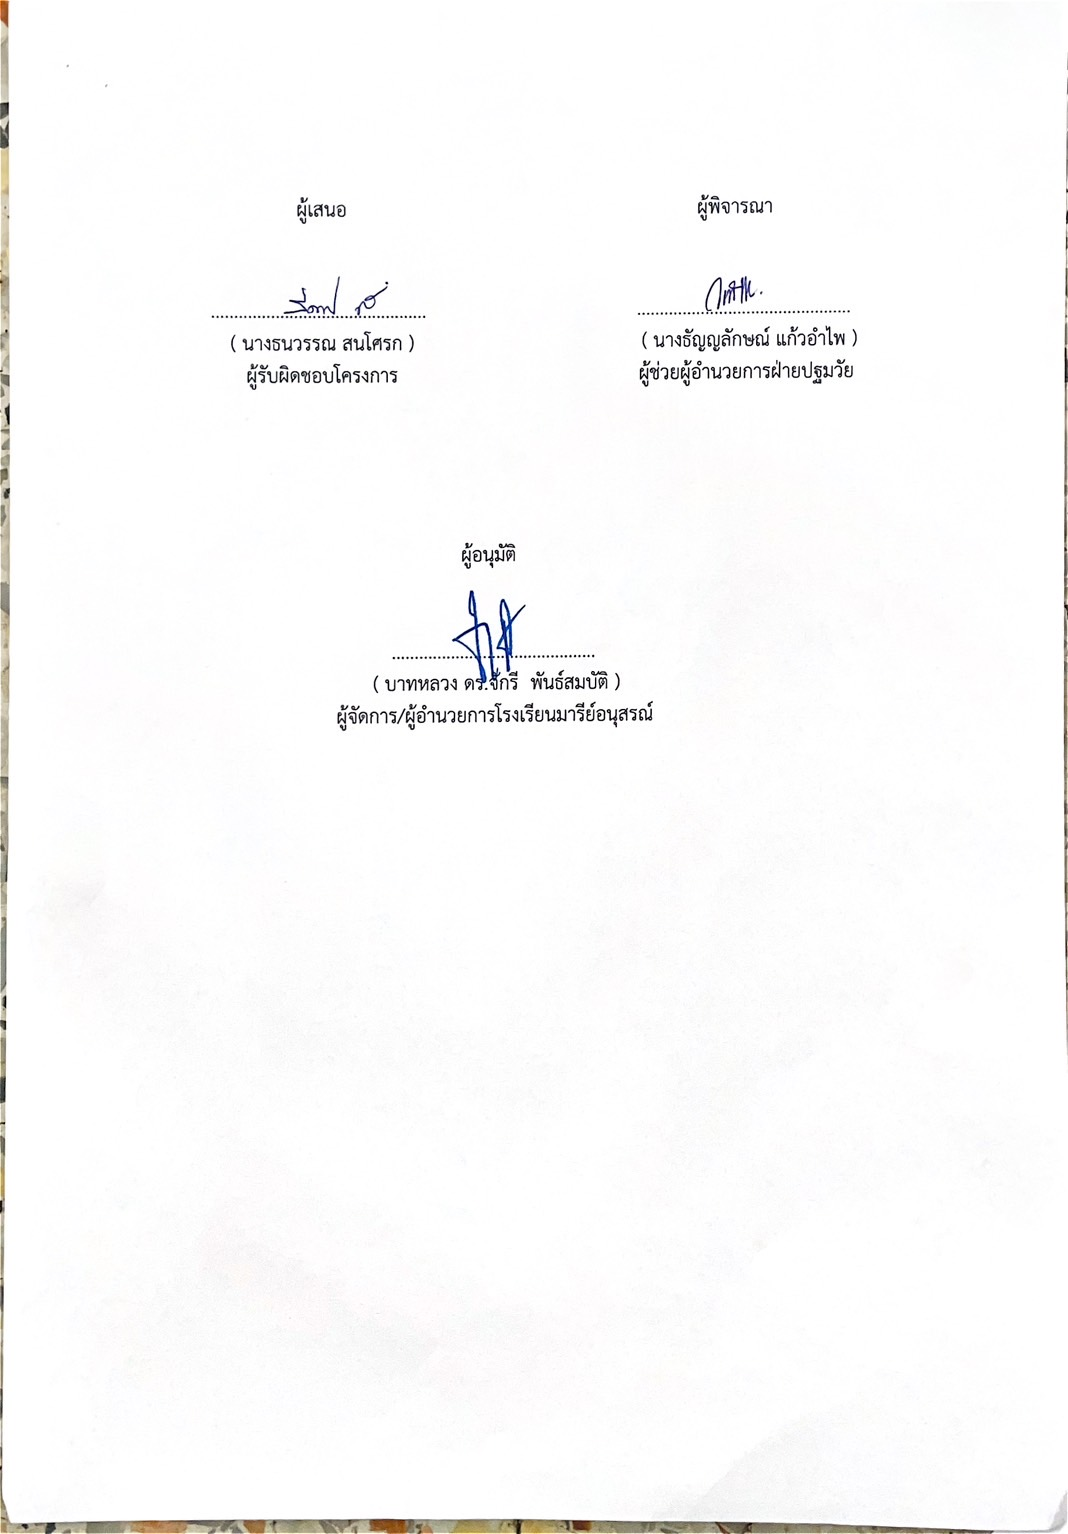 ผู้เสนอ
ผู้พิจารณา
( นางธนวรรณ สนโศรก )
ผู้รับผิดชอบโครงการ
( นางธัญญลักษณ์ แก้วอำไพ )
ผู้ช่วยผู้อำนวยการฝ่ายปฐมวัย
ผู้อนุมัติ
( บาทหลวง ดร.จักรี พันธ์สมบัติ )
ผู้จัดการ/ผู้อำนวยการโรงเรียนมารีย์อนุสรณ์